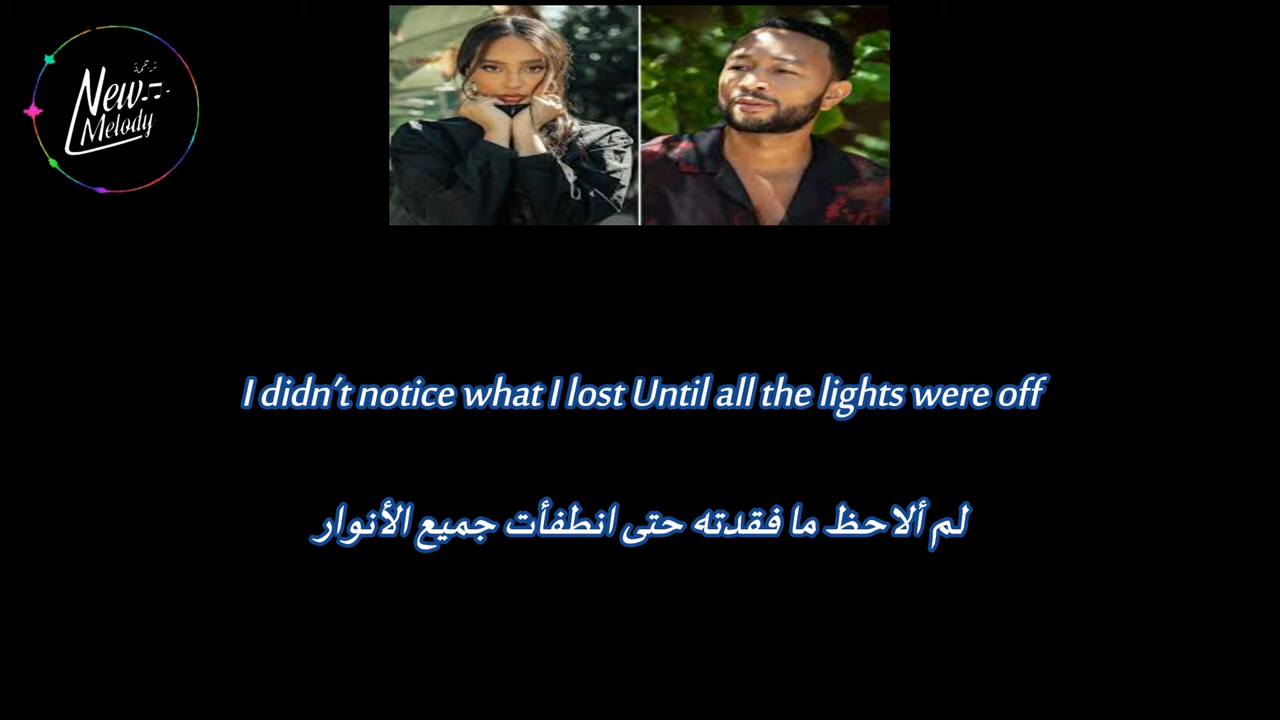 ترجمة
New
Melody
I didn't notice what I lost Until all the lights were off
لم ألاحظ ما فقدته حتى انطفأت جميع الأنوار